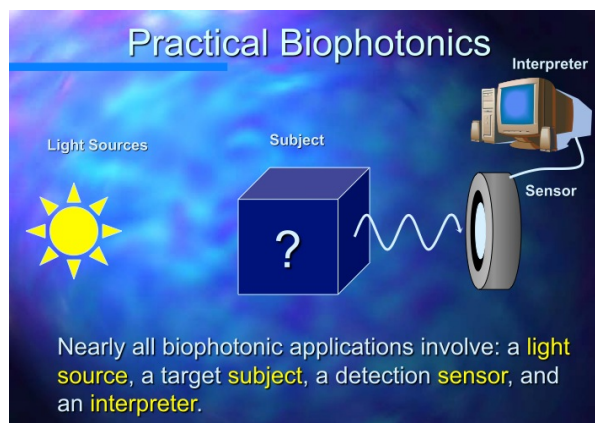 Practical Biophotonics
Interpreter
Light Sources
Subject
Sensor
?
Nearly all biophotonic applications involve: a light
source, a target subject, a detection sensor, and
an interpreter.